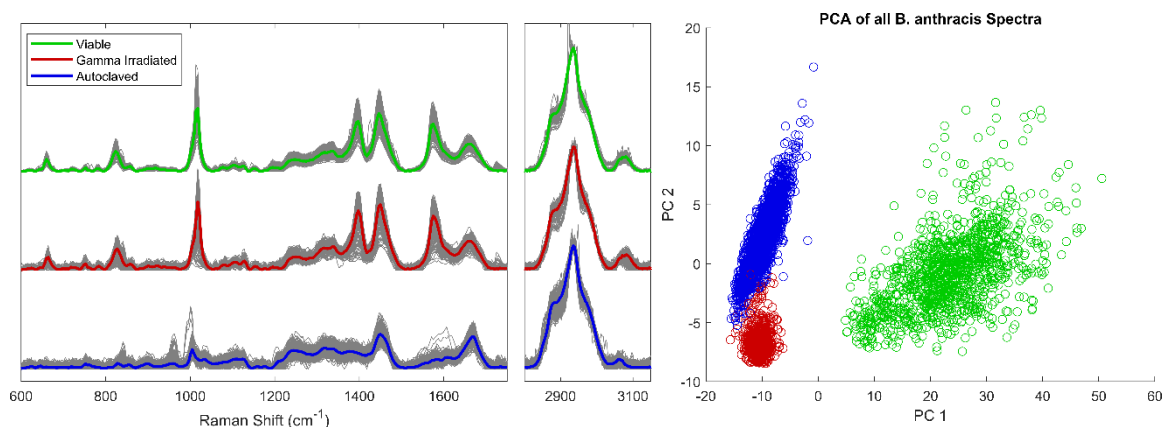 Viable
Gamma Irradiated
Autoclaved
600 800 1000 1200 1400 1600
2900 3100
Raman Shift (cm-1)
PCA of all B. anthracis Spectra
20
15
10
5
0
-5
-10
PC 2
-20 -10 0 10 20 30 40 50 60
PC 1